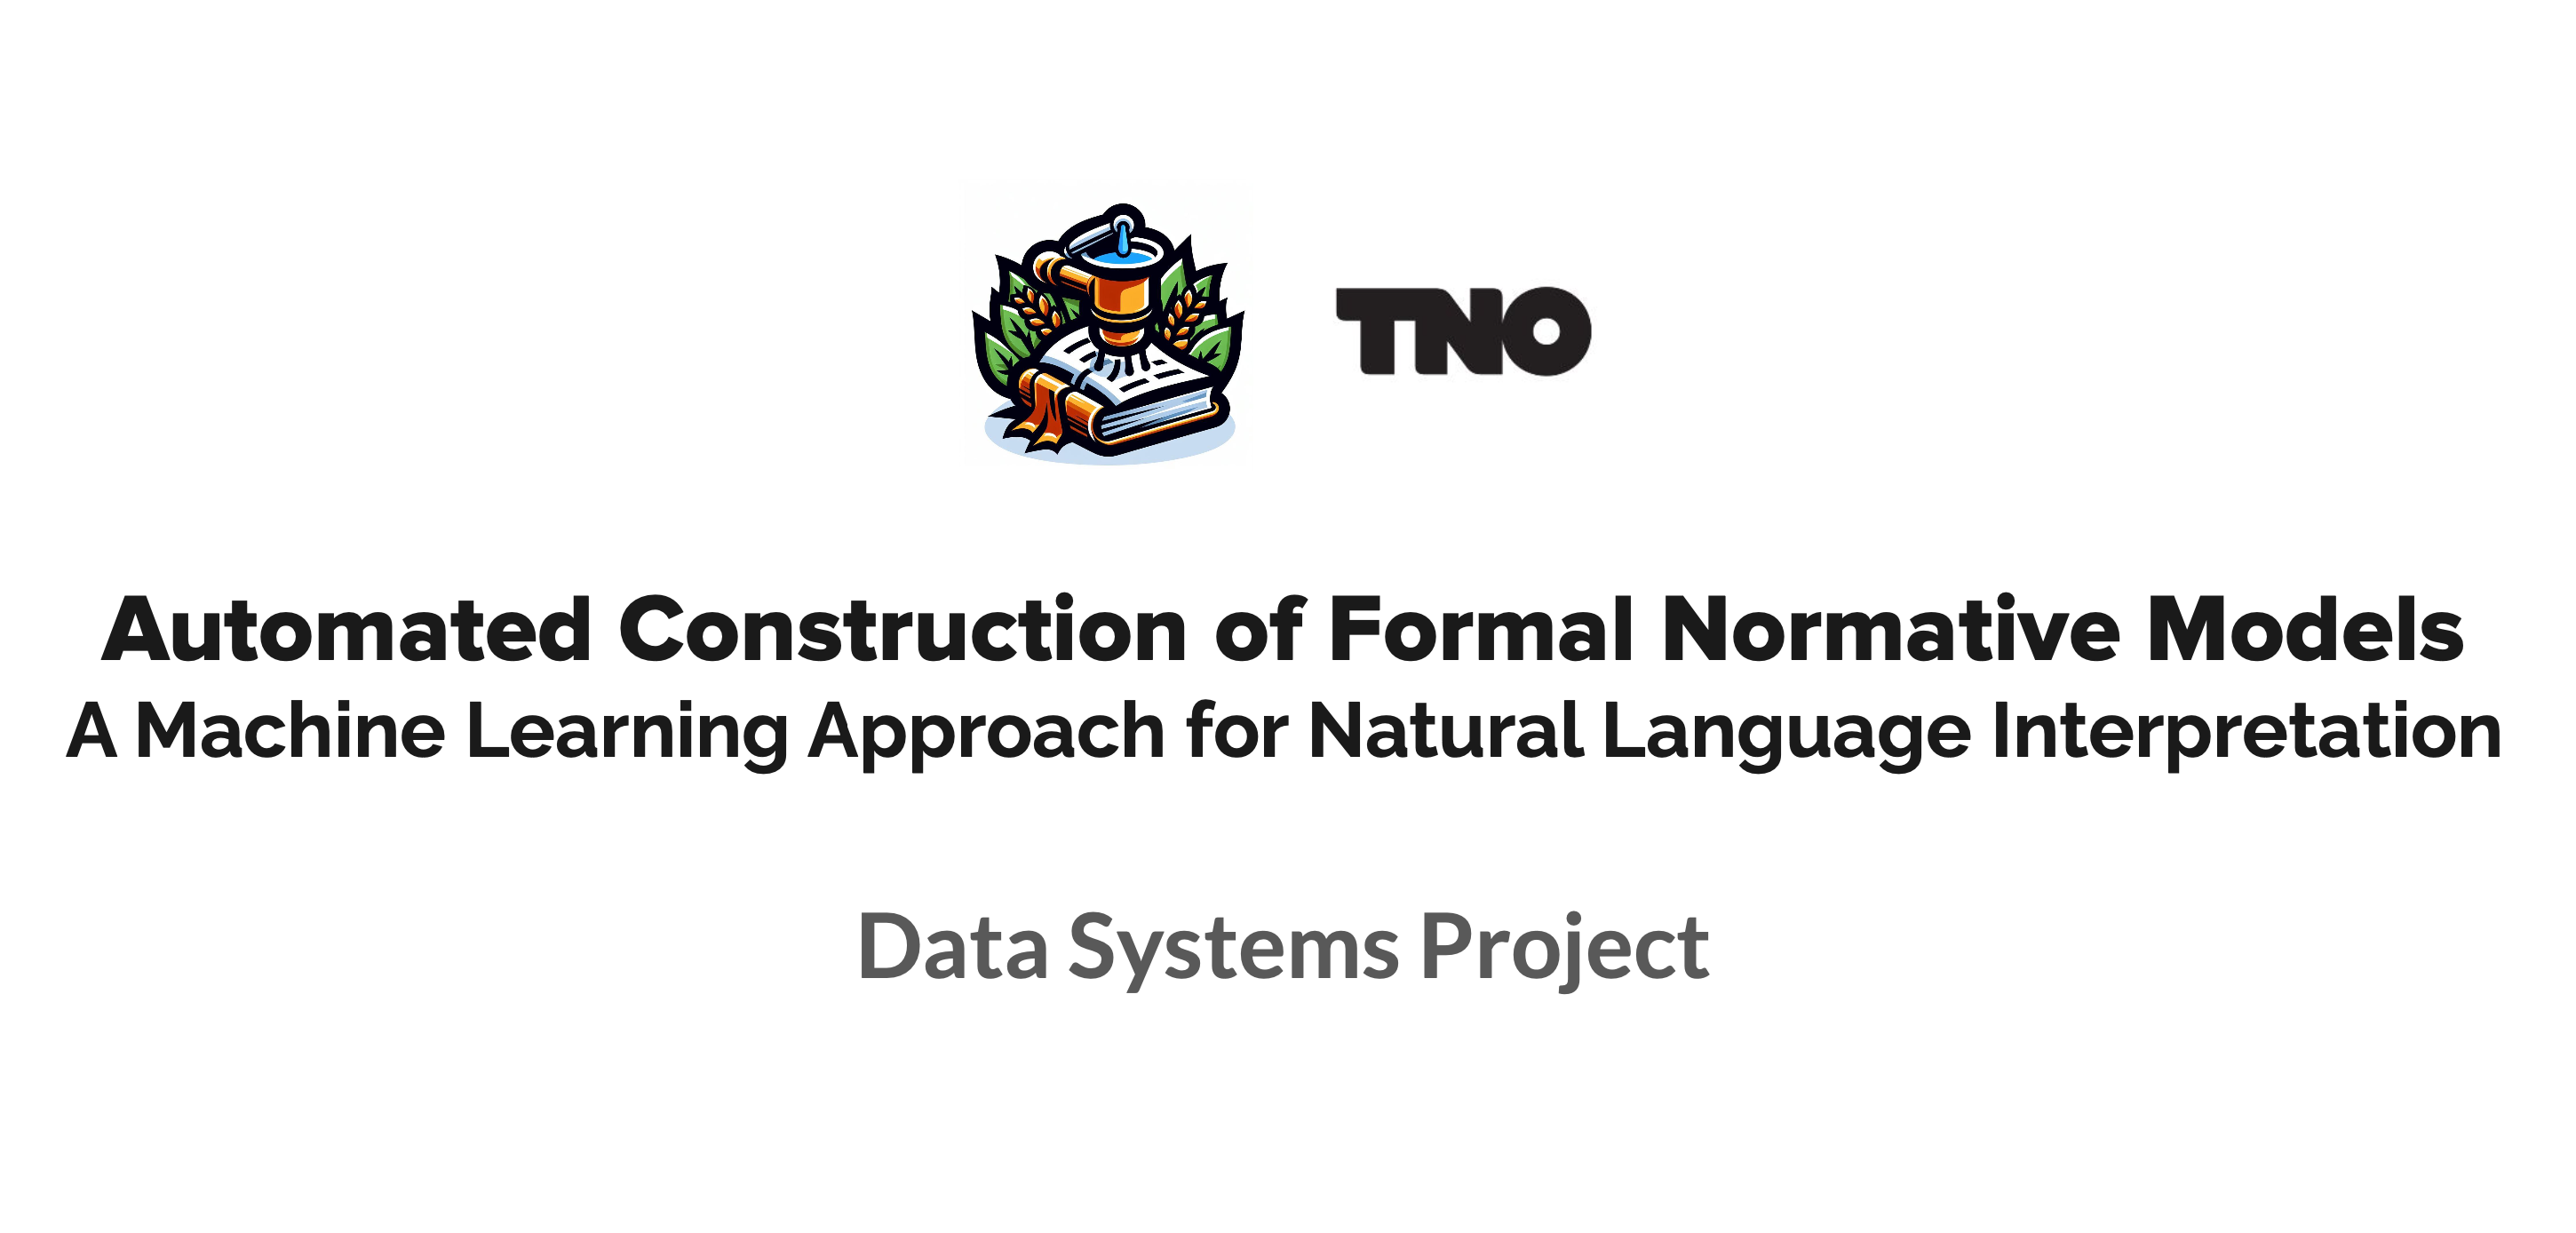 TNO
Automated Construction of Formal Normative Models
A Machine Learning Approach for Natural Language Interpretation
Data Systems Project